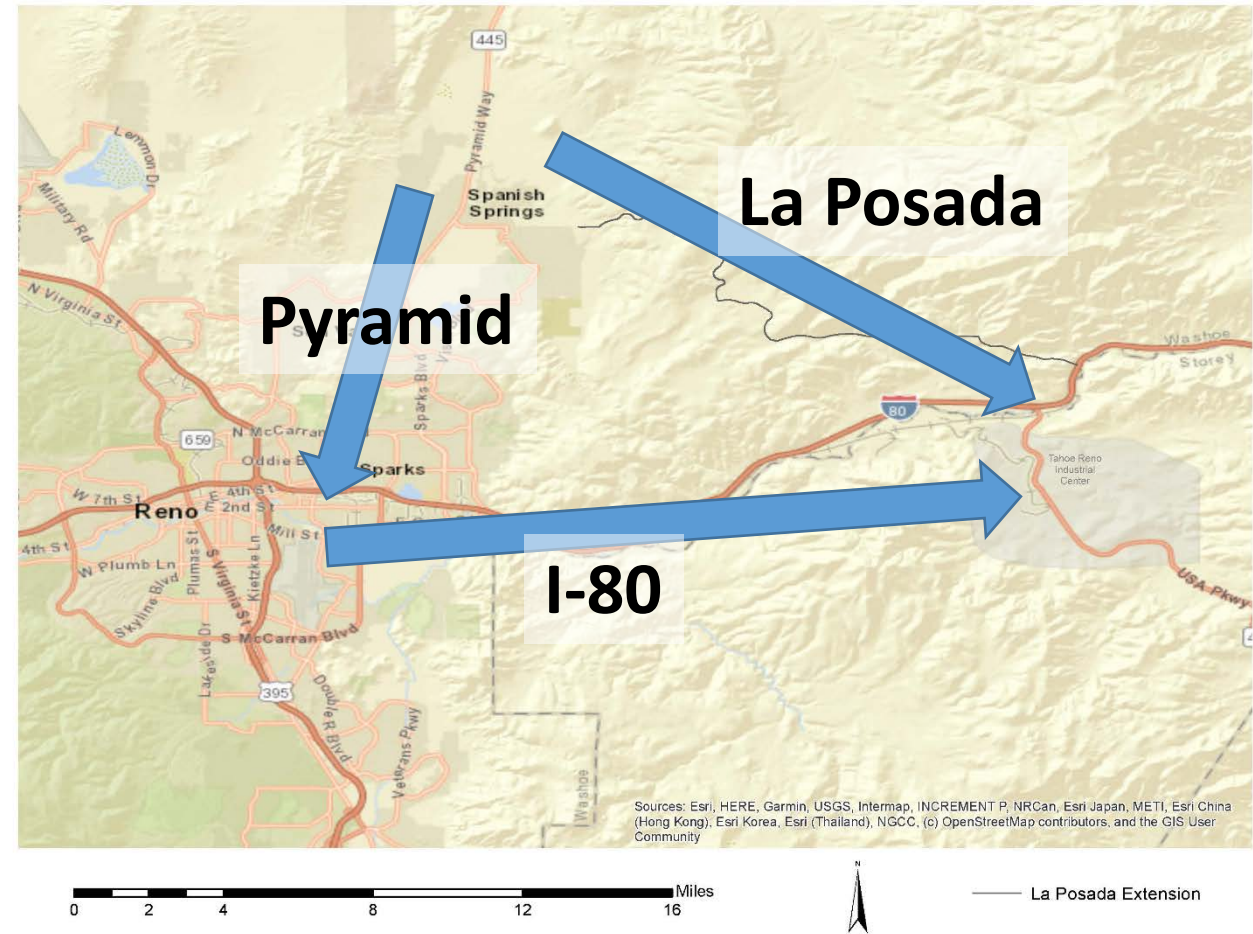 445
Pyramid Way
Lemmon Dr
Military Rd
Spanish
Springs
La Posada
N Virginia St
Pyramid
Sparks Blvd
Washoe
Storey
80
659
N McCarran
Oddie B
Sparks
Tahoe Reno
Industrial
Center
W 7th St
4th St
2nd St
Reno
Mill St
4th St
W Plumb Ln
Plumas St
S Virginia St
Kietzke Ln
Skyline Blvd
I-80
USA Pkwy
S McCarran Blvd
Lakeside Dr
395
Double R Blvd
Veterans Pkwy
Washoe
Sources: Esri, HERE, Garmin, USGS, Intermap, INCREMENT P, NRCan, Esri Japan, METI, Esri China
(Hong Kong), Esri Korea, Esri (Thailand), NGCC, (c) OpenStreetMap contributors, and the GIS User
Community
N
Miles
0 2 4 8 12 16
La Posada Extension